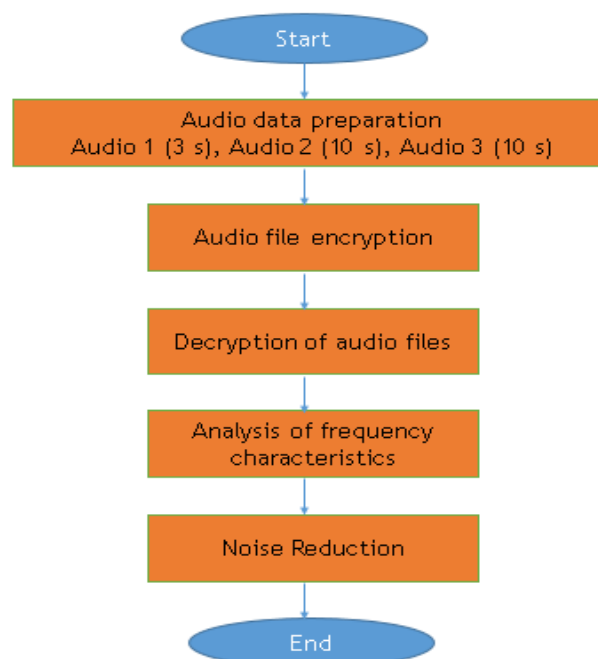 Start
Audio data preparation
Audio 1 (3 s), Audio 2 (10 s), Audio 3 (10 s)
Audio file encryption
Decryption of audio files
Analysis of frequency
characteristics
Noise Reduction
End